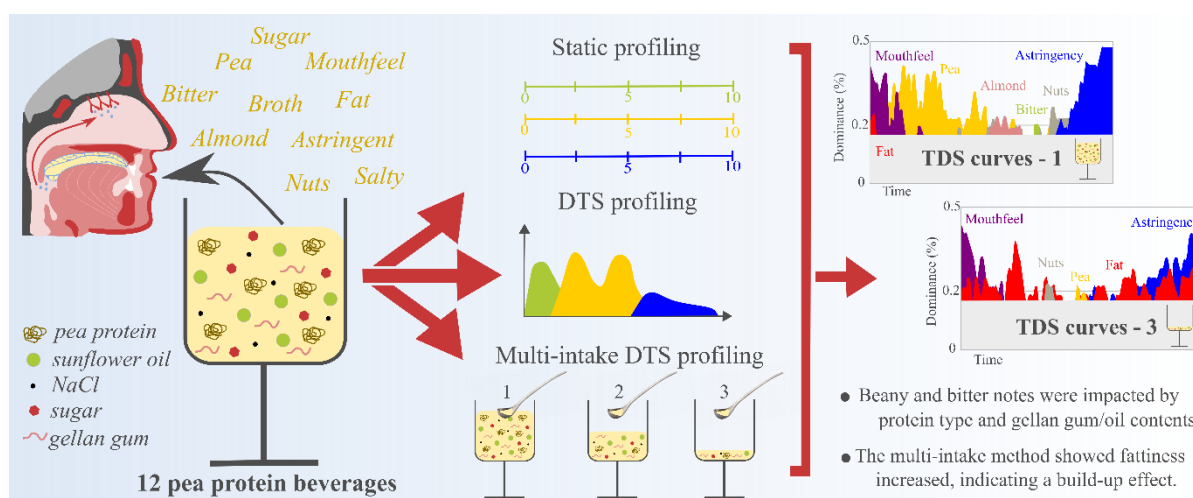 Sugar
Pea
Mouthfeel
Bitter
Broth
Fat
Almond
Astringent
Nuts
Salty
pea protein
sunflower oil
NaCl
sugar
gellan gum
12 pea protein beverages
Static profiling
0 5 10
0 5 10
0 5 10
DTS profiling
Multi-intake DTS profiling
1 2 3
0.5
Mouthfeel
Astringency
Pea
Almond
Nuts
Bitter
Dominance (%)
0.2
Fat
TDS curves - 1
0
Time
0.5
Mouthfeel
Astringency
Nuts
Pea
Fat
Dominance (%)
0.2
TDS curves - 3
0
Time
● Beany and bitter notes were impacted by
protein type and gellan gum/oil contents
● The multi-intake method showed fattiness
increased, indicating a build-up effect.